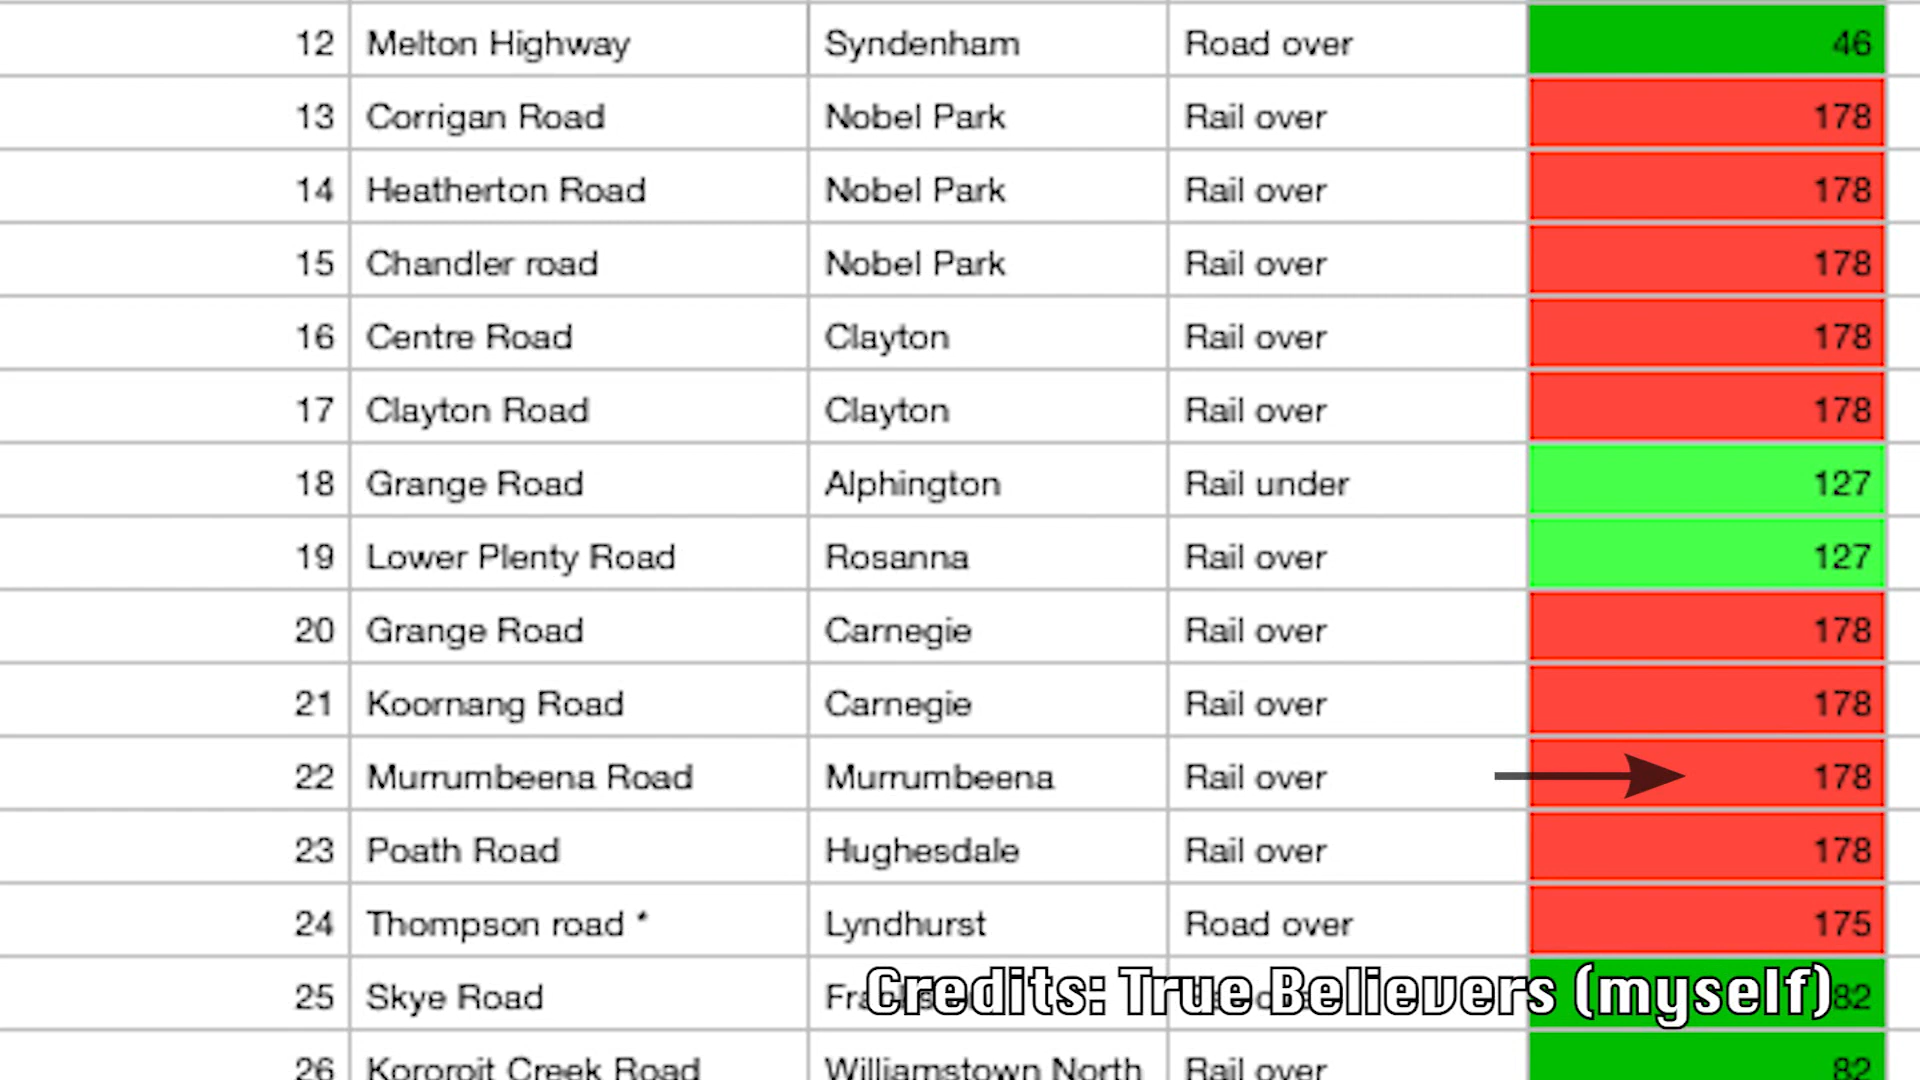 12 Melton Highway Syndenham Road over 46
13 Corrigan Road Nobel Park Rail over 178
14 Heatherton Road Nobel Park Rail over 178
15 Chandler road Nobel Park Rail over 178
16 Centre Road Clayton Rail over 178
17 Clayton Road Clayton Rail over 178
18 Grange Road Alphington Rail under 127
19 Lower Plenty Road Rosanna Rail over 127
20 Grange Road Carnegie Rail over 178
21 Koornang Road Carnegie Rail over 178
22 Murrumbeena Road Murrumbeena Rail over 178
23 Poath Road Hughesdale Rail over 178
24 Thompson road * Lyndhurst Road over 175
25 Skye Road 82
Credits: True Believers (myself)
26 Kororoit Creek Road Williamstown North Rail over 82